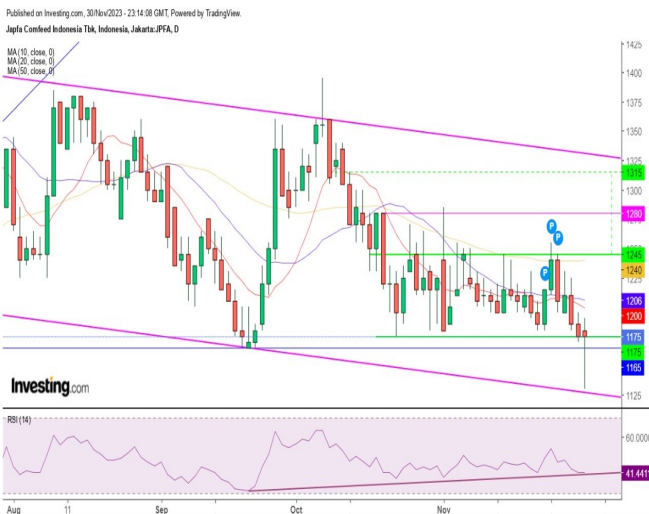 Published on Investing.com, 30/Nov/2023 - 23:14:08 GMT, Powered by TradingView.
Japfa Comfeed Indonesia Tbk, Indonesia, Jakarta:JPFA, D
MA (10, close, 0)
MA (20, close, 0)
MA (50, close, 0)
1425
1400
1375
1350
1325
1315
1300
1280
P
P
P
1245
1240
1225
1206
1200
1175
1175
1165
1125
Investing.com
RSI (14)
60.0000
41.4411
Aug
11
Sep
Oct
Nov